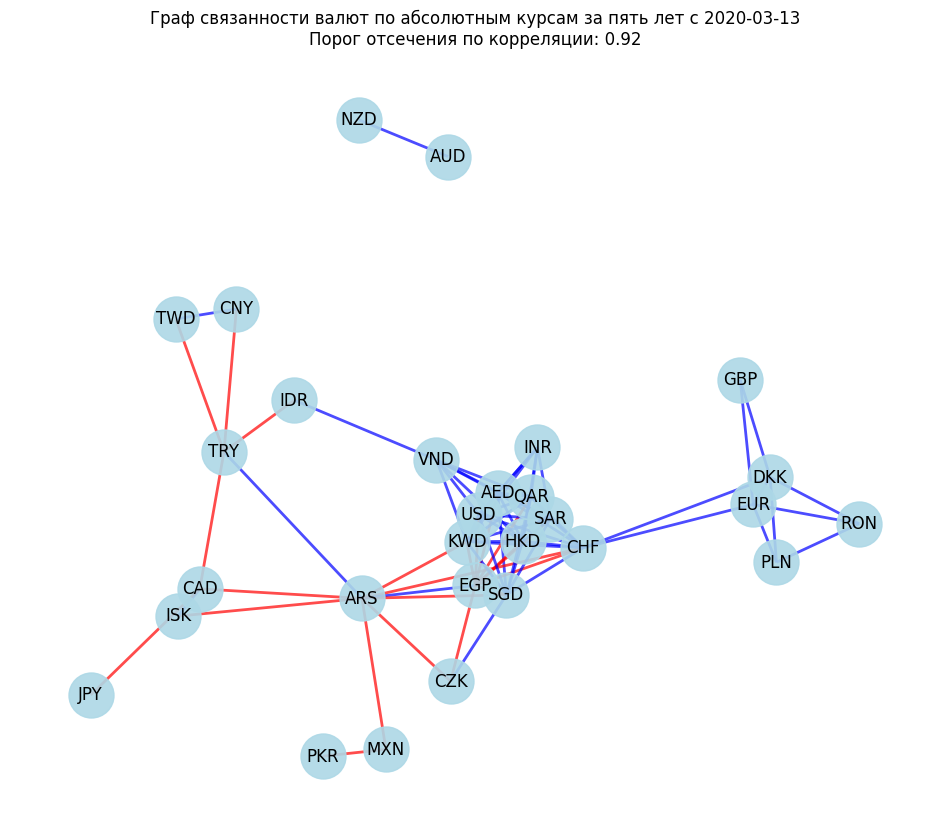 Граф связанности валют по абсолютным курсам за пять лет с 2020-03-13
Порог отсечения по корреляции: 0.92
NZD
AUD
CNY
TWD
GBP
IDR
INR
TRY
VND
DKK
AED
QAR
EUR
USD
SAR
RON
KWD
HKD
CHF
PLN
EGP
CAD
SGD
ARS
ISK
CZK
JPY
MXN
PKR